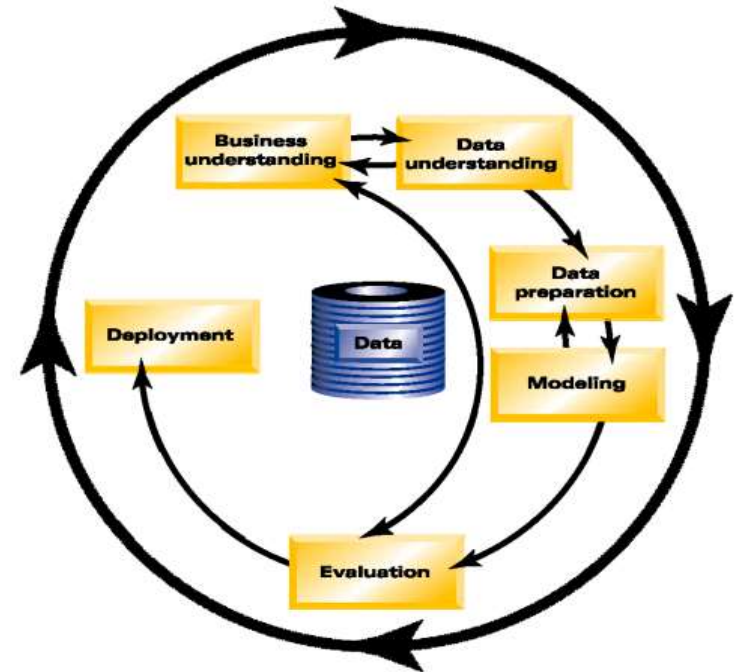 Business
understanding
Data
understanding
Data
preparation
Modeling
Evaluation
Deployment
Data